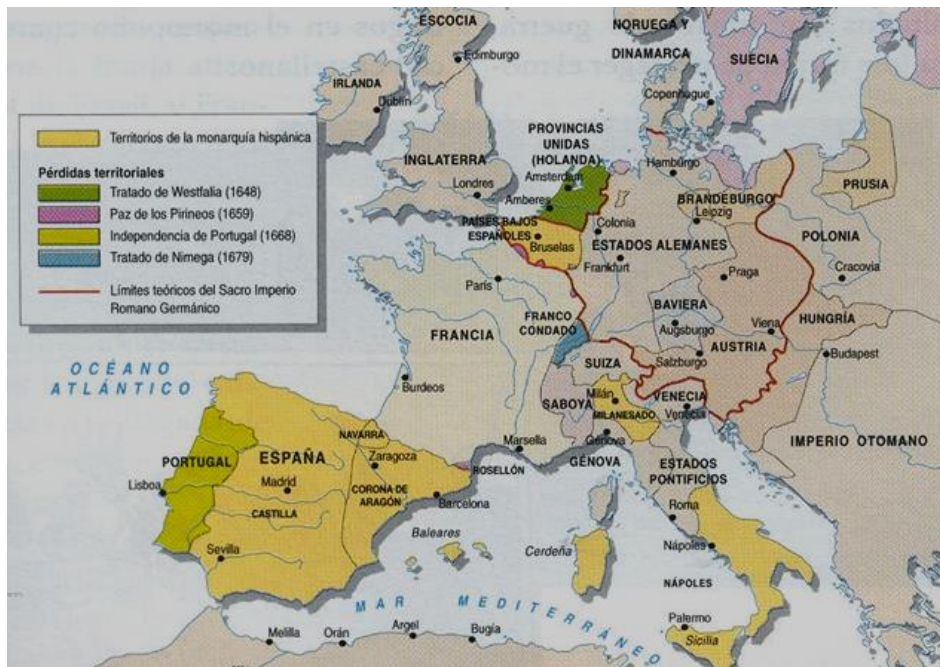 guerra
en el
ESCOCIA
Edimburgo
NORUEGA Y
DINAMARCA
SUECIA
IRLANDA
Dublín
Copenhague
Territorios de la monarquía hispánica
Pérdidas territoriales
Tratado de Westfalia (1648)
Paz de los Pirineos (1659)
Independencia de Portugal (1668)
Tratado de Nimega (1679)
Límites teóricos del Sacro Imperio
Romano Germánico
INGLATERRA
Londres
PROVINCIAS
UNIDAS
(HOLANDA)
Amsterdam
Amberes
Hamburgo
BRANDEBURGO
Leipzig
PRUSIA
PAÍSES BAJOS
ESPAÑOLES
Bruselas
Colonia
ESTADOS ALEMANES
Frankfurt
POLONIA
Cracovia
París
Praga
FRANCIA
FRANCO
CONDADO
BAVIERA
Augsburgo
Viena
HUNGRÍA
Salzburgo
AUSTRIA
Budapest
OCÉANO
ATLÁNTICO
Burdeos
SUIZA
SABOYA
Milán
MILANESADO
VENECIA
Venecia
Marsella
Génova
GÉNOVA
IMPERIO OTOMANO
NAVARRA
PORTUGAL
ESPAÑA
Zaragoza
ROSELLÓN
ESTADOS
PONTIFICIOS
Lisboa
Madrid
CORONA DE
ARAGÓN
Barcelona
CASTILLA
Roma
Baleares
Cerdeña
Nápoles
Sevilla
NÁPOLES
MAR MEDITERRÁNEO
Palermo
Sicilia
Melilla
Orán
Argel
Bugía